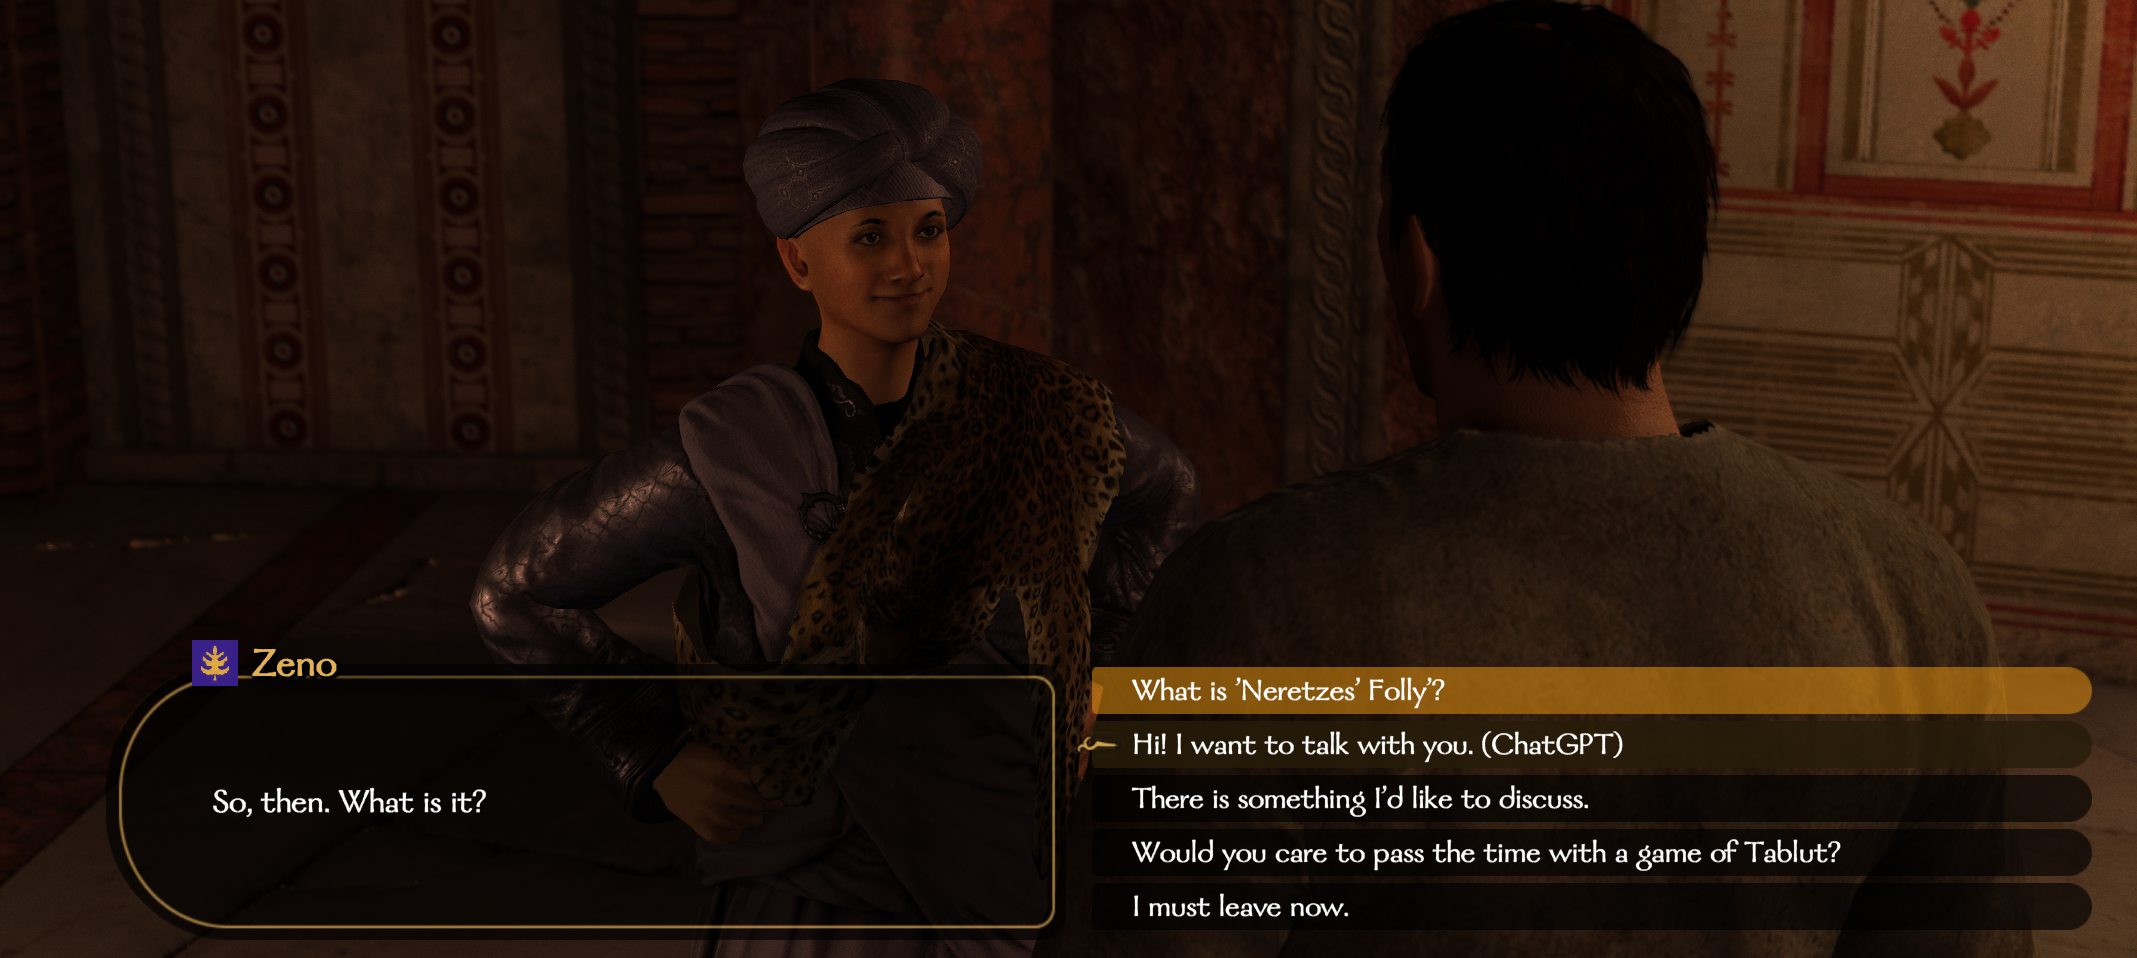 Zeno
So, then. What is it?
What is 'Neretzes' Folly'?
Hi! I want to talk with you. (ChatGPT)
There is something I'd like to discuss.
Would you care to pass the time with a game of Tablut?
I must leave now.